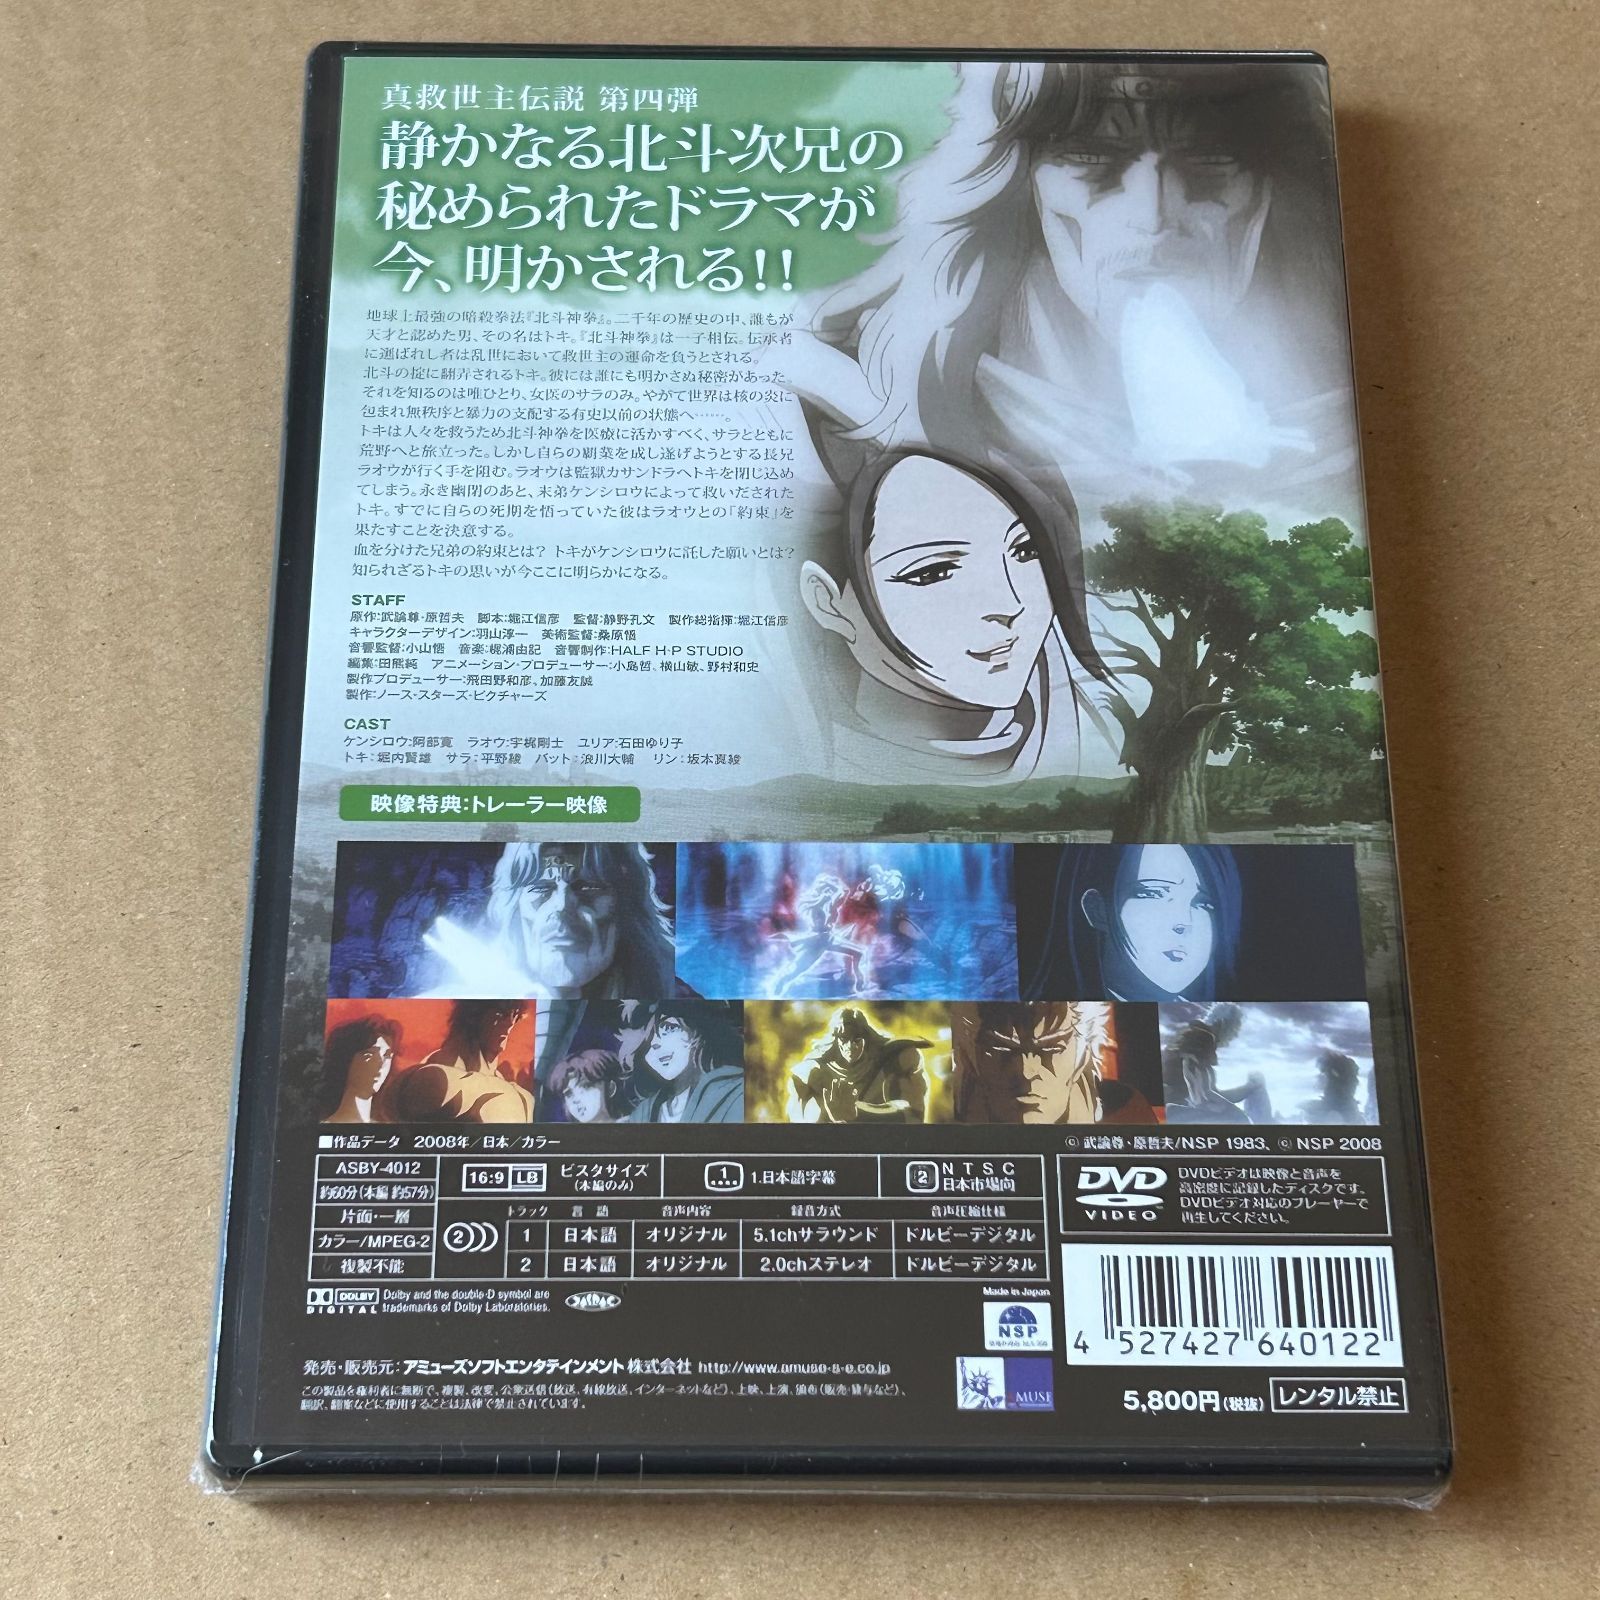 真救世主伝説 第四弾
静かなる北斗次兄の
秘められたドラマが
今、明かされる!!
地球上最強の暗殺拳法『北斗神拳』。二千年の歴史の中、誰もが
天才と認めた男、その名はトキ。『北斗神拳』は一子相伝。伝承者
に選ばれし者は乱世において救世主の運命を負うとされる。
北斗の掟に翻弄されるトキ。彼には誰にも明かさぬ秘密があった。
それを知るのは唯ひとり、女医のサラのみ。やがて世界は核の炎に
包まれ無秩序と暴力の支配する有史以前の状態へ……。
トキは人々を救うため北斗神拳を医療に活かすべく、サラとともに
荒野へと旅立った。しかし自らの覇業を成し遂げようとする長兄
ラオウが行く手を阻む。ラオウは監獄カサンドラへトキを閉じ込め
てしまう。永き幽閉のあと、末弟ケンシロウによって救いだされた
トキ。すでに自らの死期を悟っていた彼はラオウとの「約束」を
果たすことを決意する。
血を分けた兄弟の約束とは? トキがケンシロウに託した願いとは?
知られざるトキの思いが今ここに明らかになる。
STAFF
原作:武論尊・原哲夫 脚本:堀江信彦 監督:静野孔文 製作総指揮:堀江信彦
キャラクターデザイン:羽山淳一 美術監督:桑原悟
音響監督:小山悟 音楽:梶浦由記 音響制作:HALF H・P STUDIO
編集:田熊純 アニメーション・プロデューサー:小島哲、横山敏、野村和史
製作プロデューサー:飛田野和彦、加藤友誠
製作:ノース・スターズ・ピクチャーズ
CAST
ケンシロウ:阿部寛 ラオウ:宇梶剛士 ユリア:石田ゆり子
トキ:堀内賢雄 サラ:平野綾 バット:浪川大輔 リン:坂本真綾
映像特典:トレーラー映像
■作品データ 2008年/日本/カラー
© 武論尊・原哲夫/NSP 1983、© NSP 2008
ASBY-4012
約60分(本編 約57分)
片面・一層
カラー/MPEG-2
複製不能
16:9 LB ビスタサイズ
(本編のみ)
1 1.日本語字幕
2 NTSC
日本市場向
トラック 言語 音声内容 録音方式 音声圧縮仕様
2 1 日本語 オリジナル 5.1chサラウンド ドルビーデジタル
2 日本語 オリジナル 2.0chステレオ ドルビーデジタル
DVD
VIDEO
DVDビデオは映像と音声を
高密度に記録したディスクです。
DVDビデオ対応のプレーヤーで
再生してください。
DOLBY
DIGITAL
Dolby and the double-D symbol are
trademarks of Dolby Laboratories.
Made in Japan
NSP
AMUSE
4 527427 640122
発売・販売元:アミューズソフトエンタテインメント株式会社 http://www.amuse-s-e.co.jp
この製品を権利者に無断で、複製、改変、公衆送信(放送、有線放送、インターネットなど)、上映、上演、頒布(販売・貸与など)、
翻訳、翻案などに使用することは法律で禁止されています。
5,800円(税抜) レンタル禁止